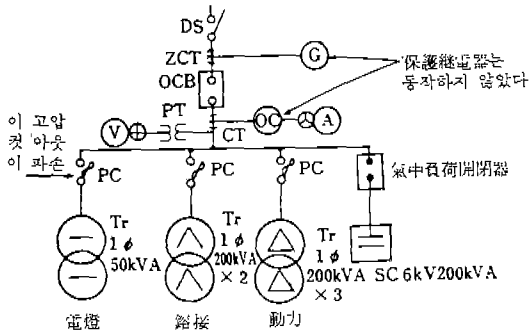 DS
ZCT
G
OCB
保護継電器는
동작하지 않았다
PT
V
CT
OC
A
이 고압
컷 아웃
이 파손
PC
PC
PC
氣中負荷開閉器
Tr
1φ
50kVA
Tr
1φ
200kVA
×2
Tr
1φ
200kVA
×3
SC 6kV200kVA
電燈
鎔接
動力